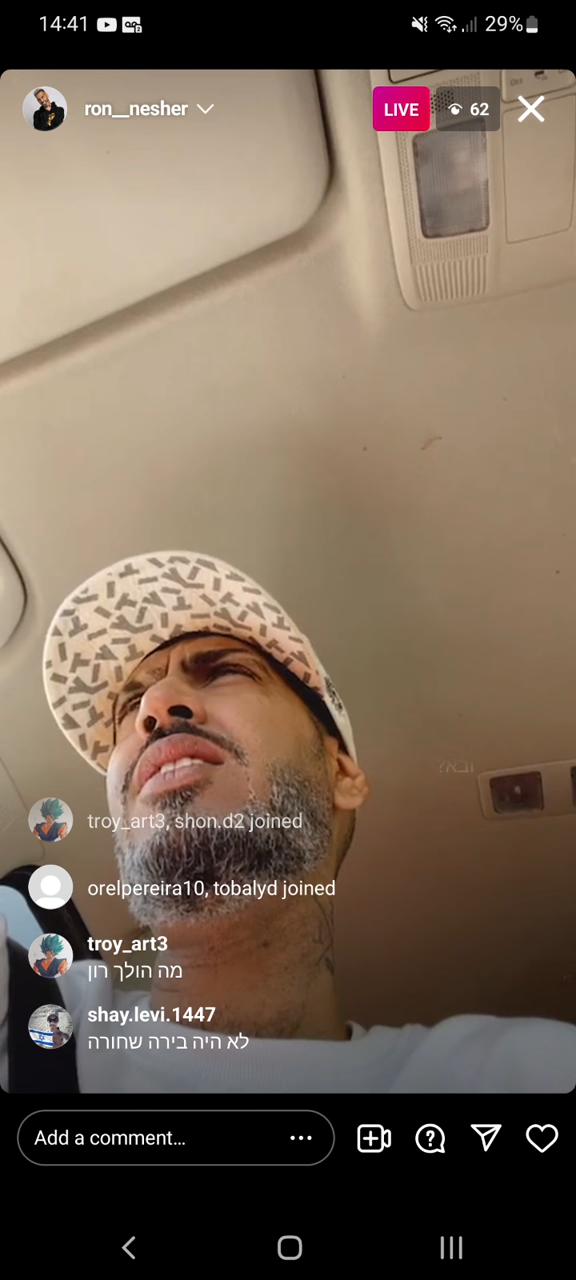 14:41
29%
ron__nesher
LIVE
62
troy_art3, shon.d2 joined
orelpereira10, tobalyd joined
troy_art3
מה הולך רון
shay.levi.1447
לא היה בירה שחורה
Add a comment…